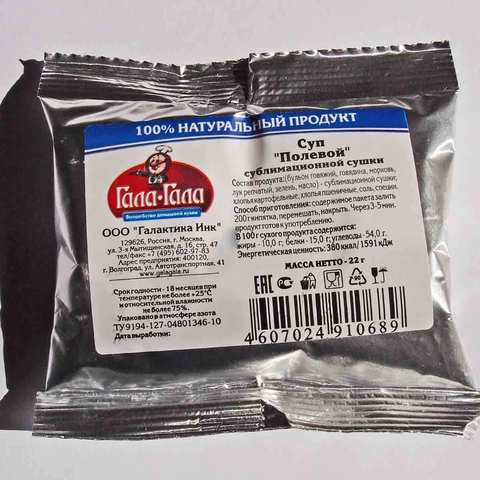 100% НАТУРАЛЬНЫЙ ПРОДУКТ
Гала-Гала
Волшебство домашней кухни
ООО "Галактика Инк"
129626, Россия, г. Москва,
ул. 3-я Мытищинская, д. 16, стр. 47
тел./факс: +7 (495) 602-97-83
Адрес производства: 400120,
г. Волгоград, ул. Автотранспортная, 41
www.galagala.ru
Срок годности - 18 месяцев при
температуре не более +25°С
и относительной влажности
не более 75%.
Упаковано в атмосфере азота
ТУ 9194-127-04801346-10
Дата выработки:
Суп
"Полевой"
сублимационной сушки
Состав продукта: (бульон говяжий, говядина, морковь,
лук репчатый, зелень, масло) - сублимационной сушки;
хлопья картофельные, хлопья пшеничные, соль, специи.
Способ приготовления: содержимое пакета залить
200г кипятка, перемешать, накрыть. Через 3-5 мин.
продукт готов к употреблению.
В 100 г сухого продукта содержится:
жиры - 10,0 г; белки - 15,0 г; углеводы - 54,0 г.
Энергетическая ценность: 380 ккал/1591 кДж
МАССА НЕТТО - 22 г
EAC
4607024910689